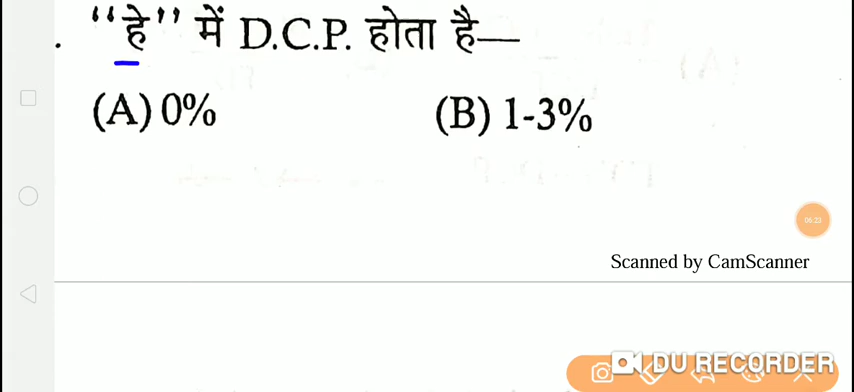 . “हे” में D.C.P. होता है—
(A) 0% (B) 1-3%
06:23
Scanned by CamScanner
DU RECORDER